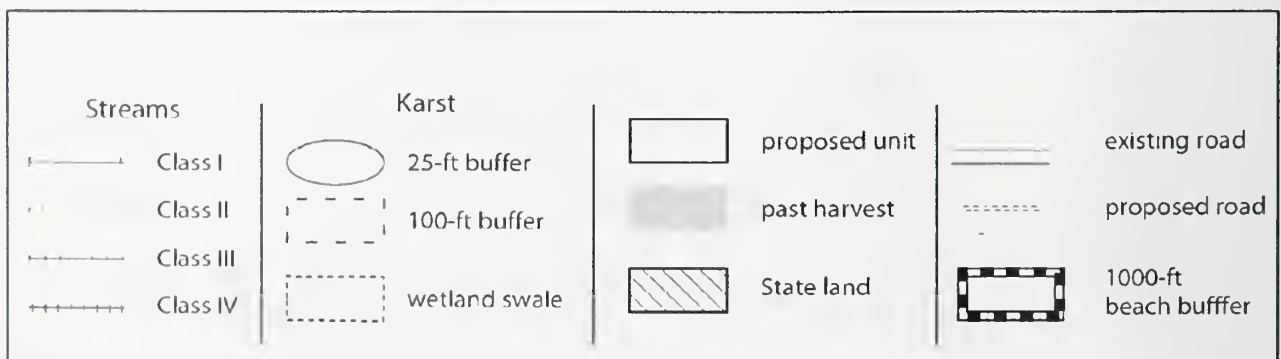 Streams
Class I
Class II
Class III
Class IV
Karst
25-ft buffer
100-ft buffer
wetland swale
proposed unit
past harvest
State land
existing road
proposed road
1000-ft
beach bufffer